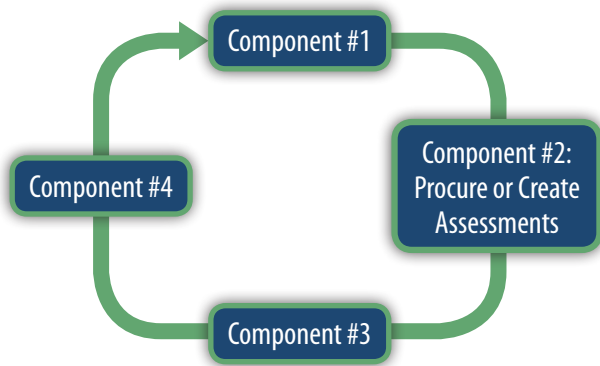 Component #1
Component #2:
Procure or Create
Assessments
Component #4
Component #3